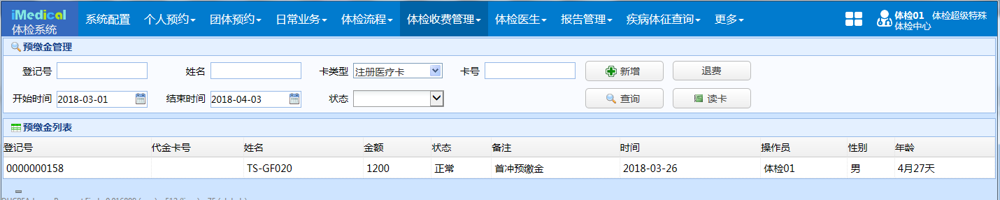 iMedical
体检系统
系统配置 个人预约 团体预约 日常业务 体检流程 体检收费管理 体检医生 报告管理 疾病体征查询 更多
体检01 体检超级特殊
体检中心
预缴金管理
登记号 姓名 卡类型 注册医疗卡 卡号 新增 退费
开始时间 2018-03-01 结束时间 2018-04-03 状态 查询 读卡
预缴金列表
登记号 代金卡号 姓名 金额 状态 备注 时间 操作员 性别 年龄
0000000158 TS-GF020 1200 正常 首冲预缴金 2018-03-26 体检01 男 4月27天